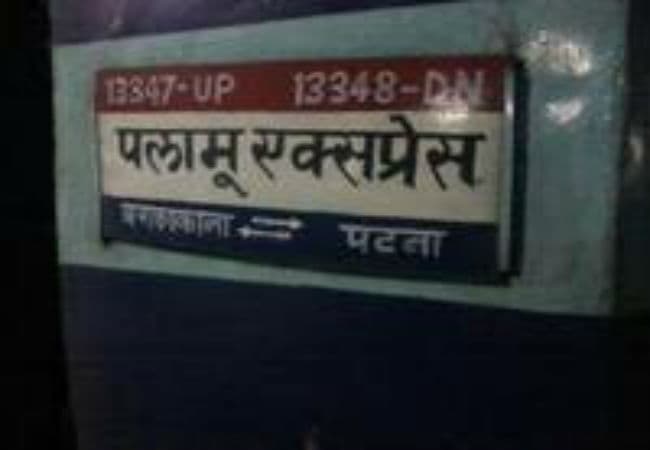 13347-UP 13348-DN
पलामू एक्सप्रेस
बरकाकाना ⇄ पटना